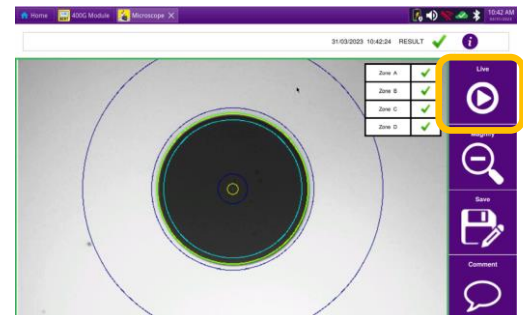 Home 400G Module Microscope X 10:42 AM
31/03/2023 10:42:24 RESULT
Live
Zone A
Zone B
Zone C
Zone D
Magnify
Save
Comment